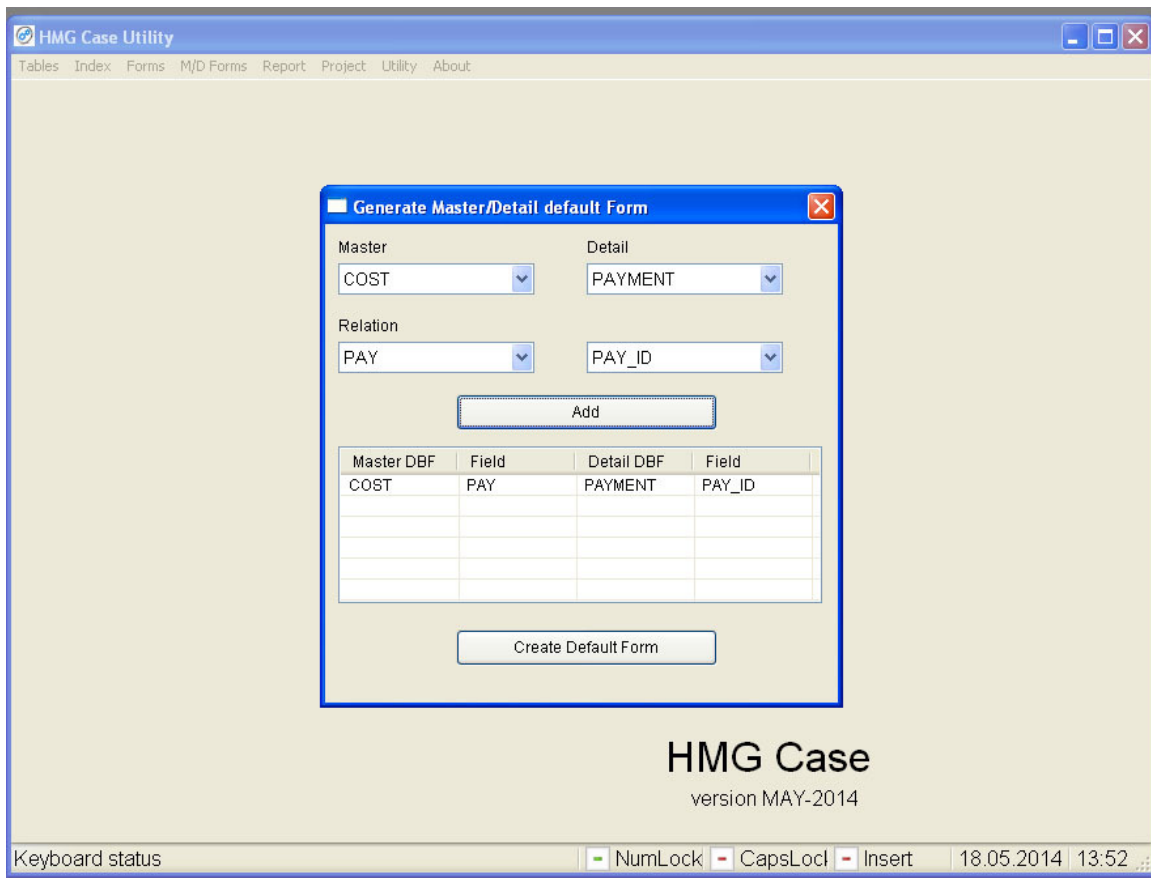 HMG Case Utility
Tables Index Forms M/D Forms Report Project Utility About
Generate Master/Detail default Form
Master Detail
COST PAYMENT
Relation
PAY PAY_ID
Add
Master DBF Field Detail DBF Field
COST PAY PAYMENT PAY_ID
Create Default Form
HMG Case
version MAY-2014
Keyboard status NumLock CapsLocl Insert 18.05.2014 13:52